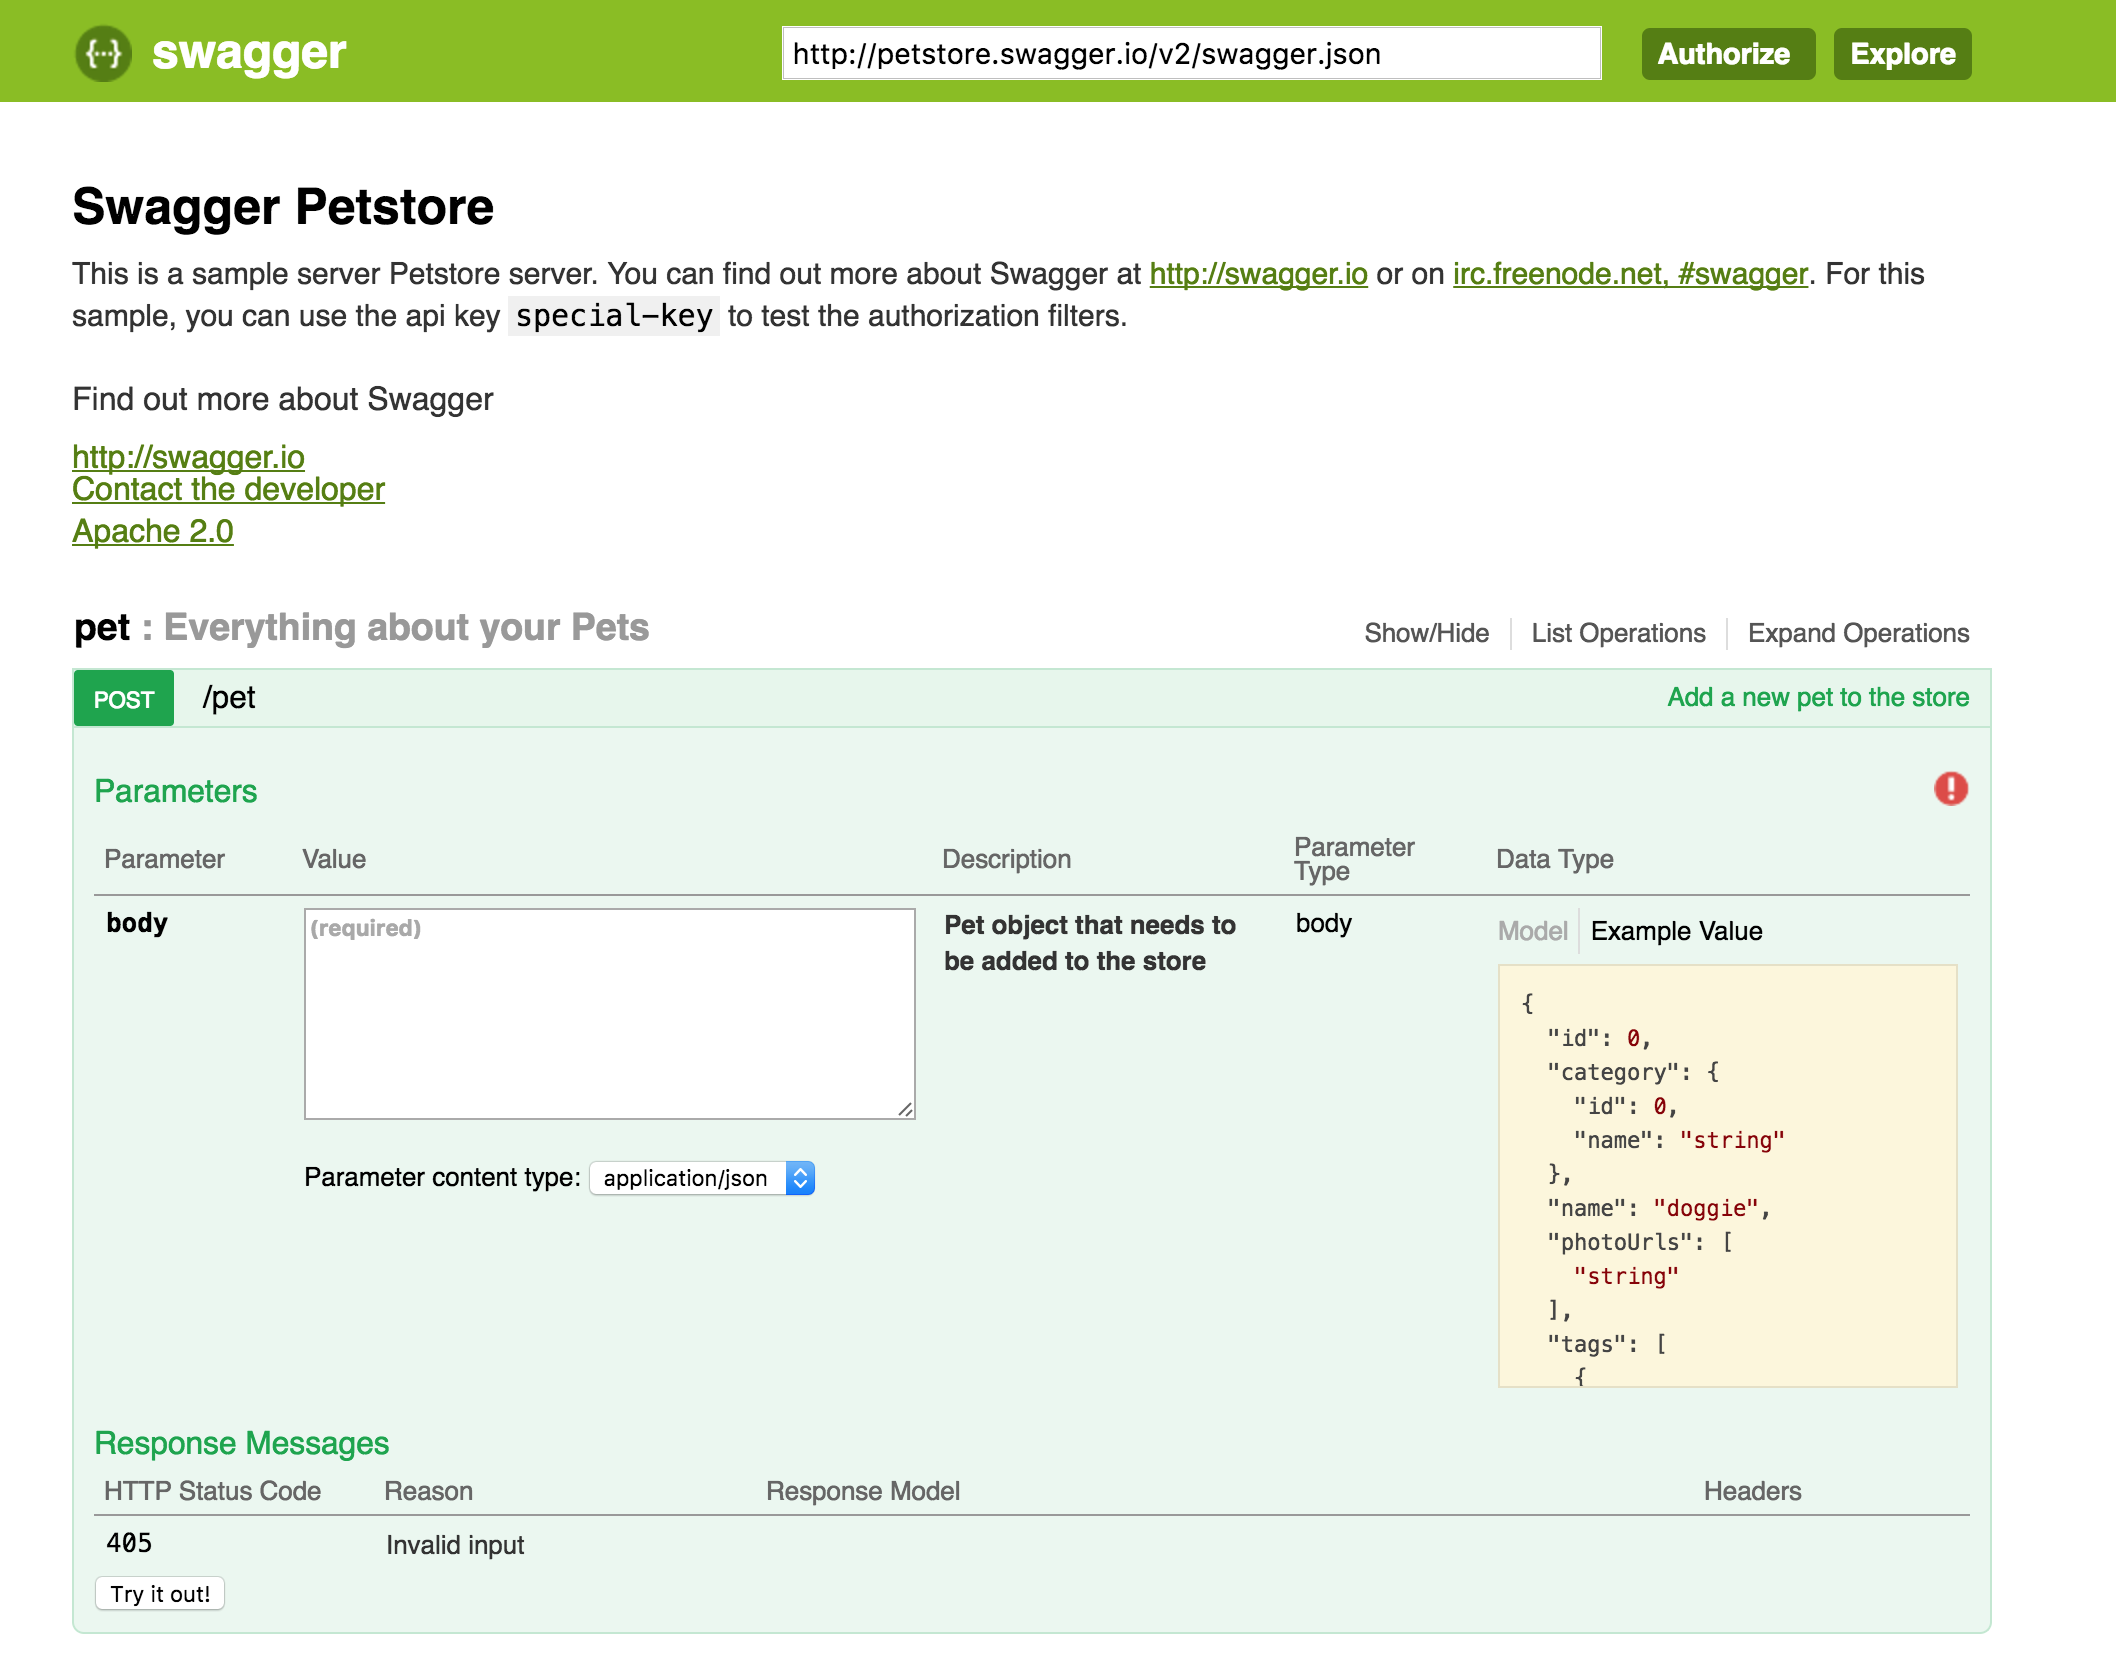 {...} swagger
http://petstore.swagger.io/v2/swagger.json
Authorize
Explore
Swagger Petstore
This is a sample server Petstore server. You can find out more about Swagger at http://swagger.io or on irc.freenode.net, #swagger. For this
sample, you can use the api key special-key to test the authorization filters.
Find out more about Swagger
http://swagger.io
Contact the developer
Apache 2.0
pet : Everything about your Pets
Show/Hide
List Operations
Expand Operations
POST
/pet
Add a new pet to the store
Parameters
Parameter
Value
Description
Parameter
Type
Data Type
body
(required)
Parameter content type: application/json
Pet object that needs to
be added to the store
body
Model
Example Value
{
"id": 0,
"category": {
"id": 0,
"name": "string"
},
"name": "doggie",
"photoUrls": [
"string"
],
"tags": [
{
Response Messages
HTTP Status Code
Reason
Response Model
Headers
405
Invalid input
Try it out!